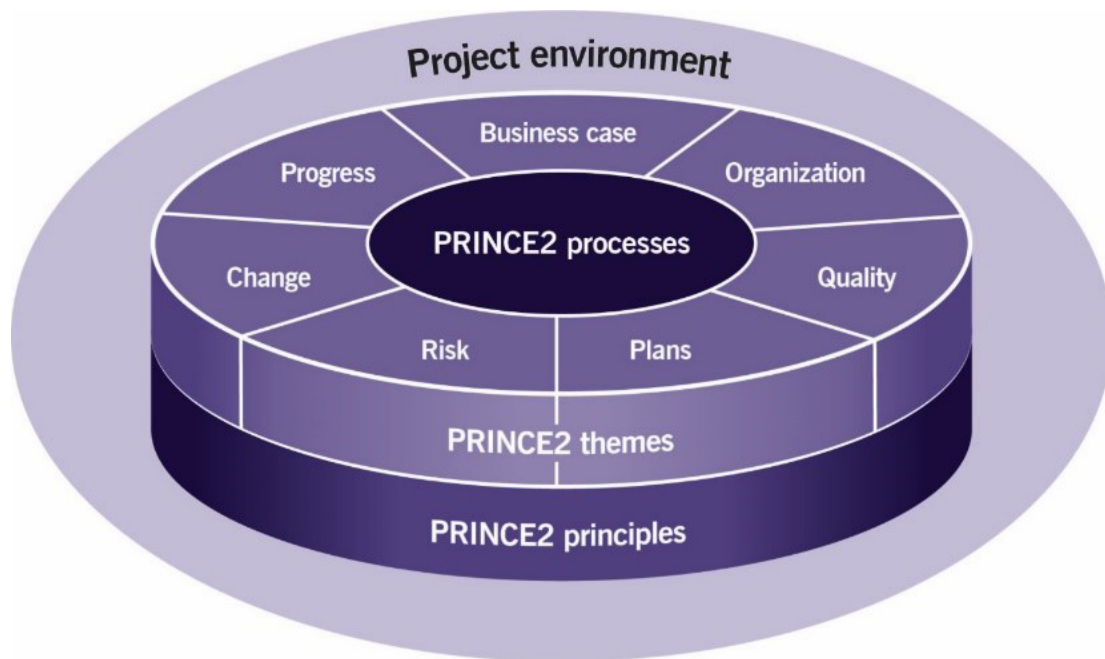 Project environment
Business case
Progress
Organization
PRINCE2 processes
Change
Quality
Risk
Plans
PRINCE2 themes
PRINCE2 principles